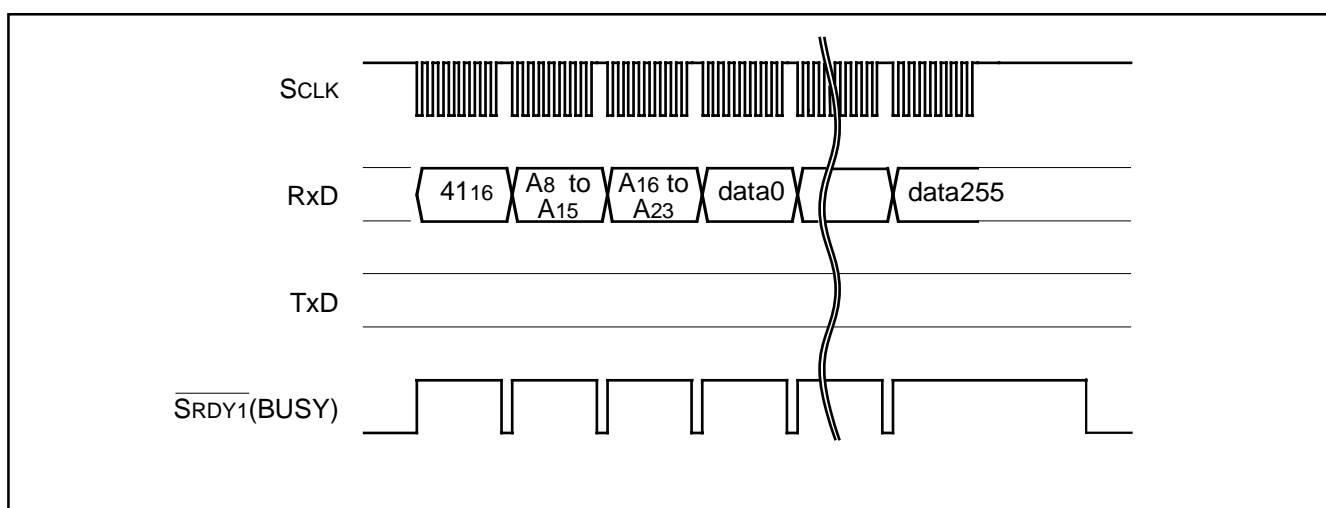 SCLK
RxD
4116
A8 to
A15
A16 to
A23
data0
data255
TxD
SRDY1(BUSY)